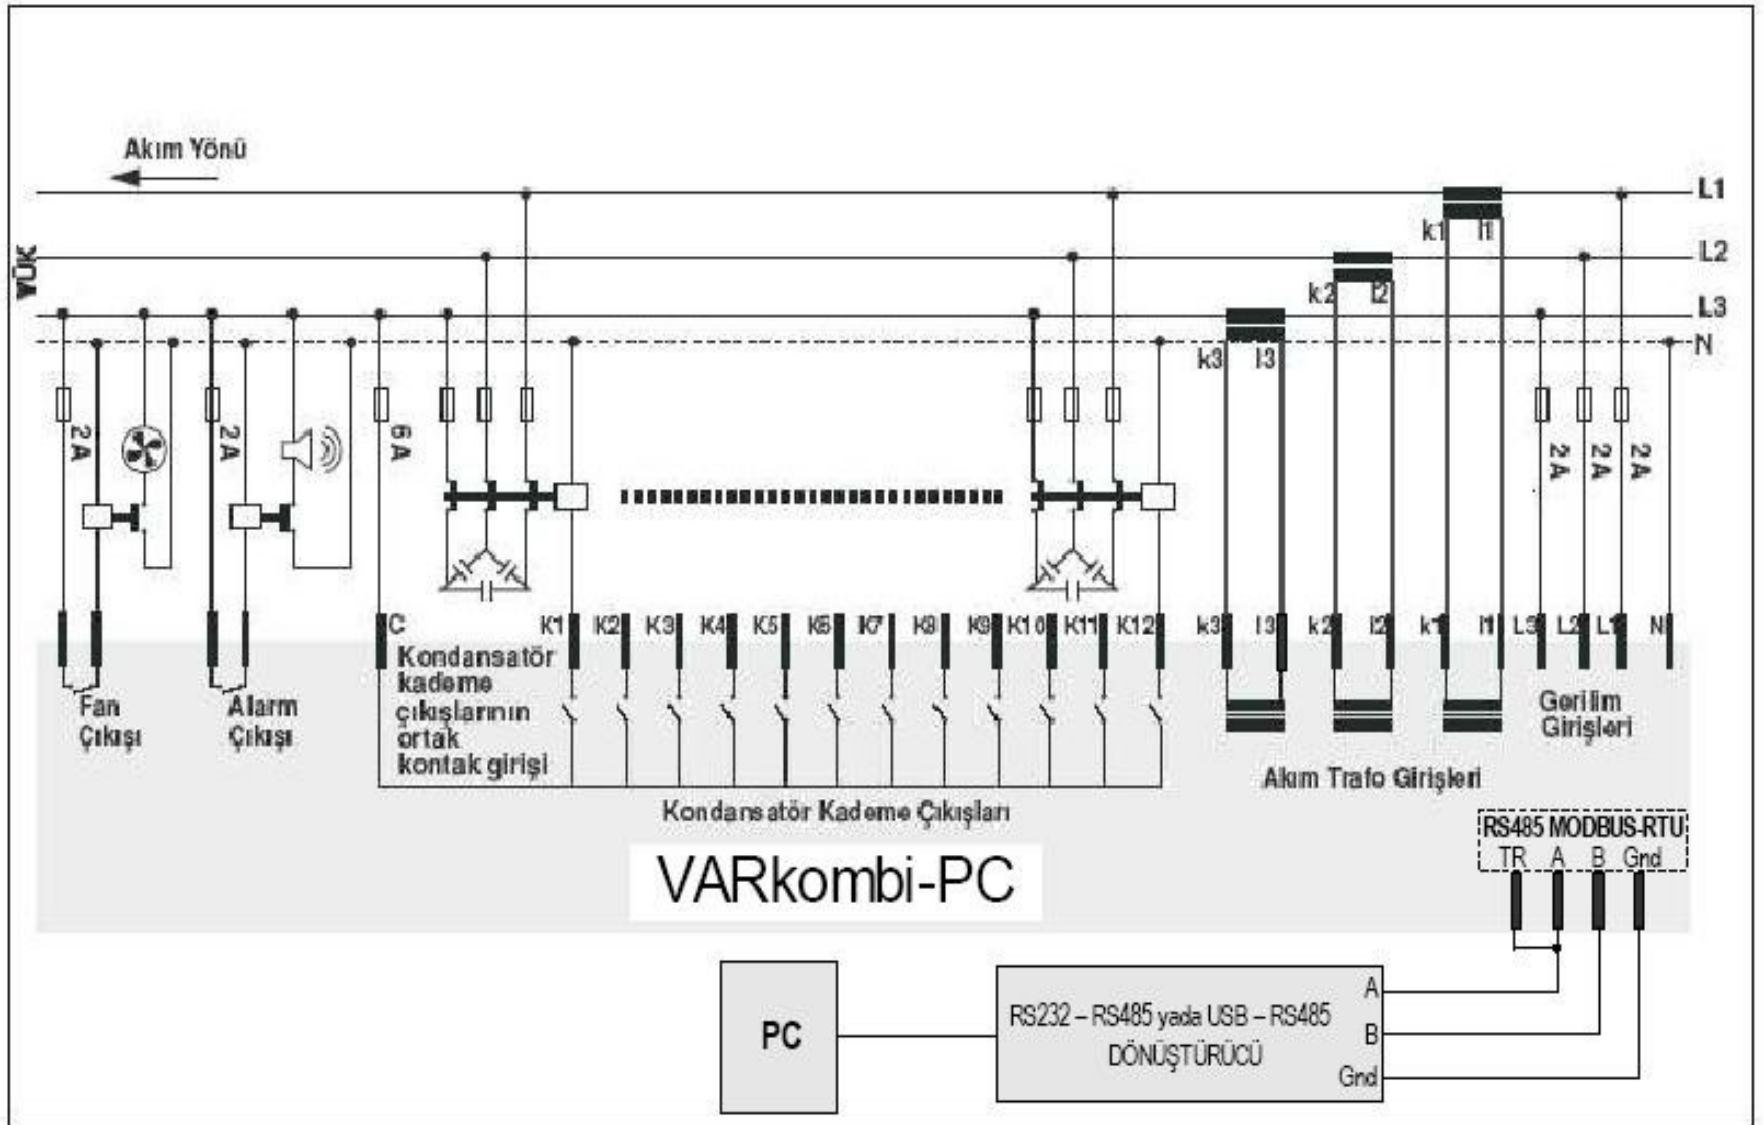 Akım Yönü
L1
k1 l1
L2
YÜK
k2 l2
L3
N
k3 l3
2A
2A
6A
2A
2A
2A
C K1 K2 K3 K4 K5 K6 K7 K8 K9 K10 K11 K12 k3 l3 k2 l2 k1 l1 L3 L2 L1 N
Kondansatör
kademe
çıkışlarının
ortak
kontak girişi
Fan
Çıkışı
Alarm
Çıkışı
Gerilim
Girişleri
Akım Trafo Girişleri
Kondansatör Kademe Çıkışları
RS485 MODBUS-RTU
TR A B Gnd
VARkombi-PC
PC
RS232 – RS485 yada USB – RS485
DÖNÜŞTÜRÜCÜ
A
B
Gnd